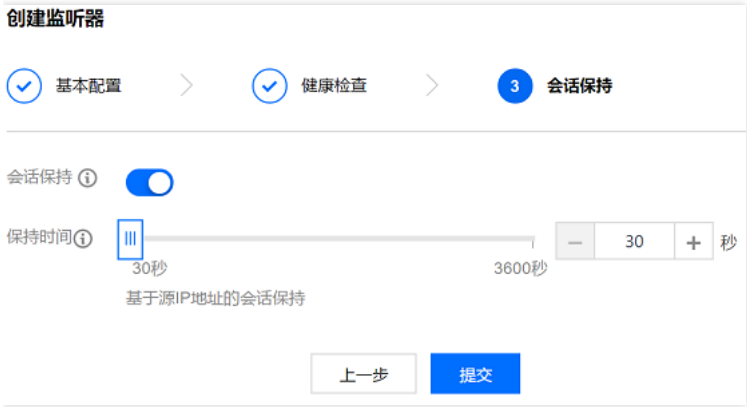 创建监听器
基本配置 健康检查 3 会话保持
会话保持
保持时间 30 秒
30秒 3600秒
基于源IP地址的会话保持
上一步 提交